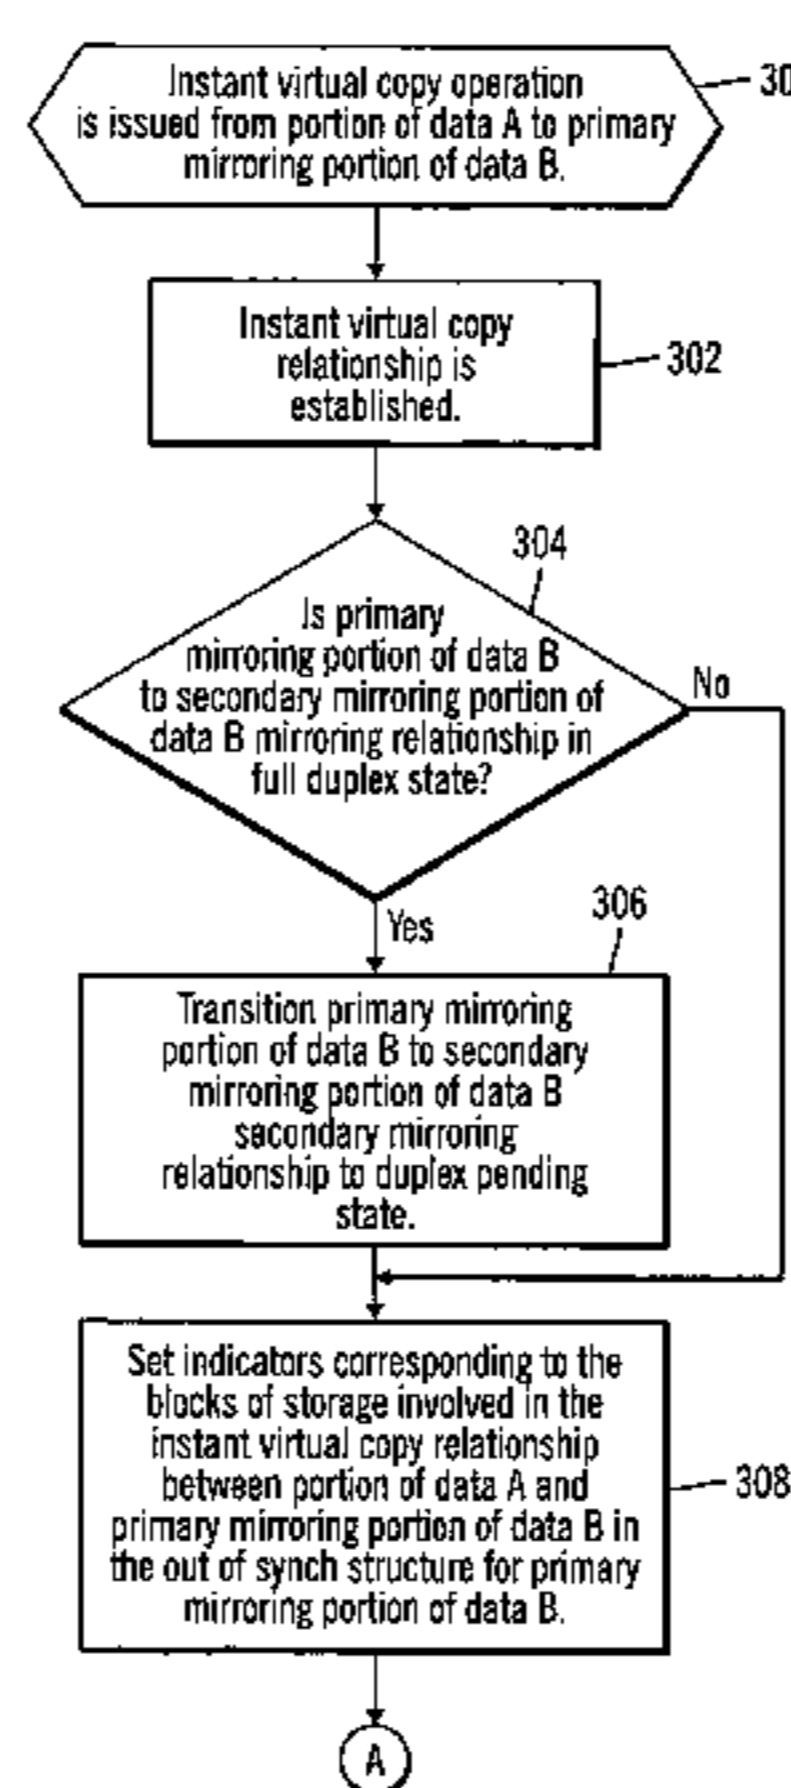 Instant virtual copy operation
is issued from portion of data A to primary
mirroring portion of data B.
Instant virtual copy
relationship is
established.
302
304
Is primary
mirroring portion of data B
to secondary mirroring portion of
data B mirroring relationship in
full duplex state?
No
Yes
306
Transition primary mirroring
portion of data B to secondary
mirroring portion of data B
secondary mirroring
relationship to duplex pending
state.
Set indicators corresponding to the
blocks of storage involved in the
instant virtual copy relationship
between portion of data A and
primary mirroring portion of data B in
the out of synch structure for primary
mirroring portion of data B.
308
A